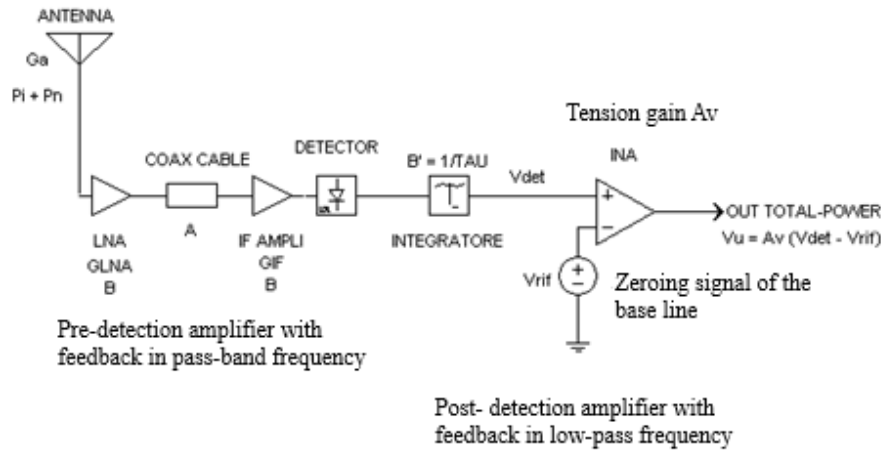 ANTENNA
Ga
Pi + Pn
Tension gain Av
COAX CABLE
DETECTOR
B' = 1/TAU
INA
Vdet
+
−
OUT TOTAL-POWER
Vu = Av (Vdet - Vrif)
LNA
GLNA
B
A
IF AMPLI
GIF
B
INTEGRATORE
Vrif
+
−
Zeroing signal of the
base line
Pre-detection amplifier with
feedback in pass-band frequency
Post- detection amplifier with
feedback in low-pass frequency